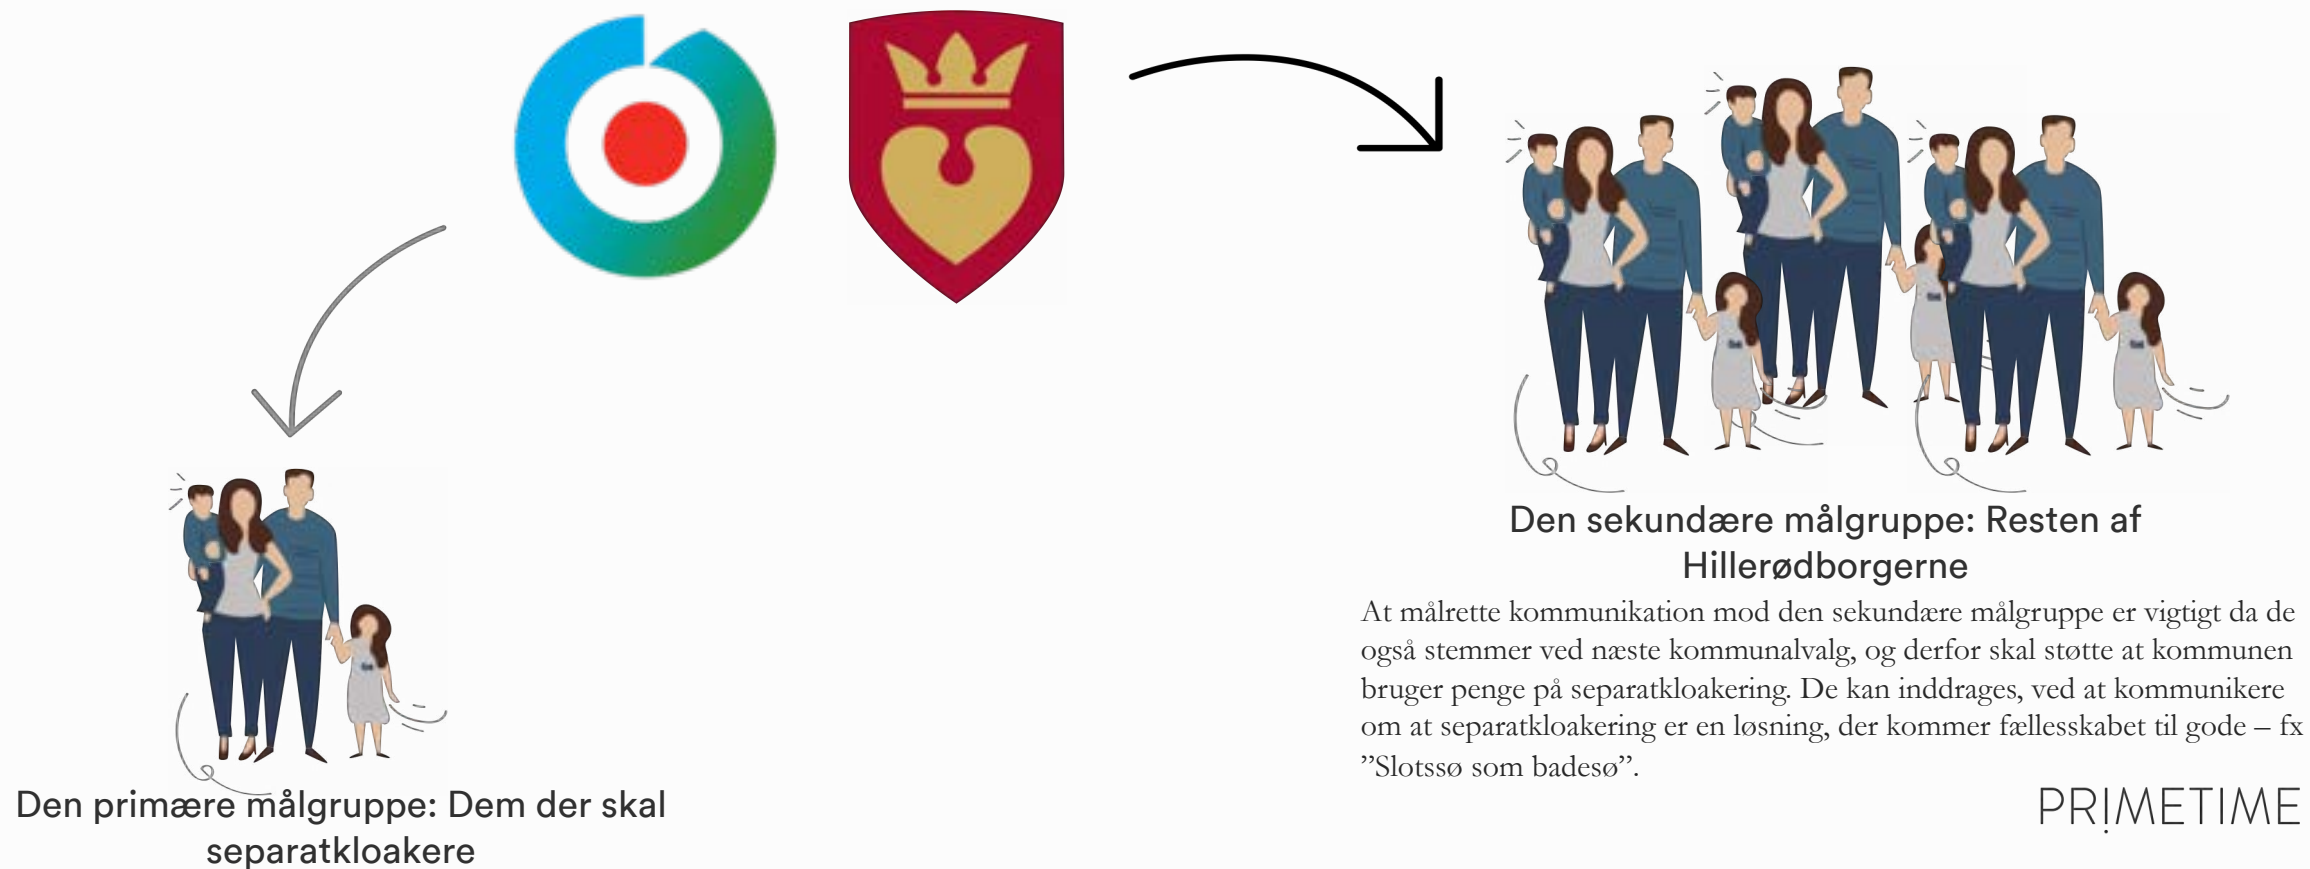 Den sekundære målgruppe: Resten af
Hillerødborgerne
At målrette kommunikation mod den sekundære målgruppe er vigtigt da de
også stemmer ved næste kommunalvalg, og derfor skal støtte at kommunen
bruger penge på separatkloakering. De kan inddrages, ved at kommunikere
om at separatkloakering er en løsning, der kommer fællesskabet til gode – fx
”Slotssø som badesø”.
Den primære målgruppe: Dem der skal
separatkloakere
PR!METIME